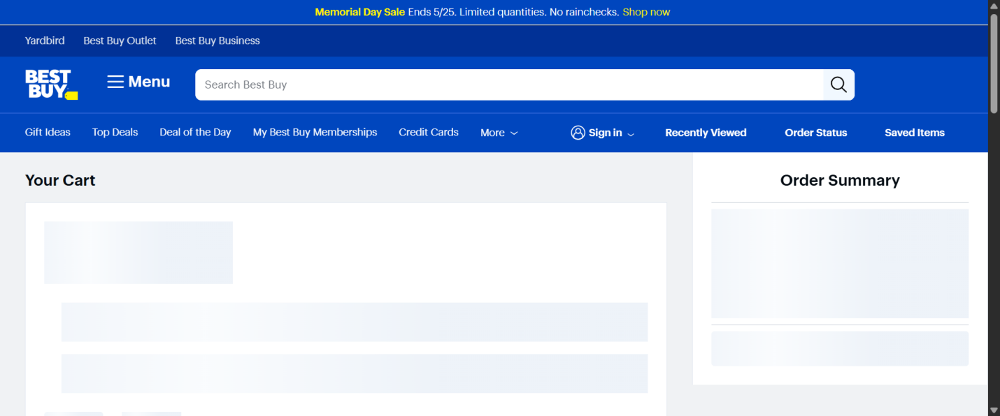 Memorial Day Sale Ends 5/25. Limited quantities. No rainchecks. Shop now
Yardbird Best Buy Outlet Best Buy Business
BEST
BUY
Menu
Search Best Buy
Gift Ideas Top Deals Deal of the Day My Best Buy Memberships Credit Cards More Sign in Recently Viewed Order Status Saved Items
Your Cart
Order Summary